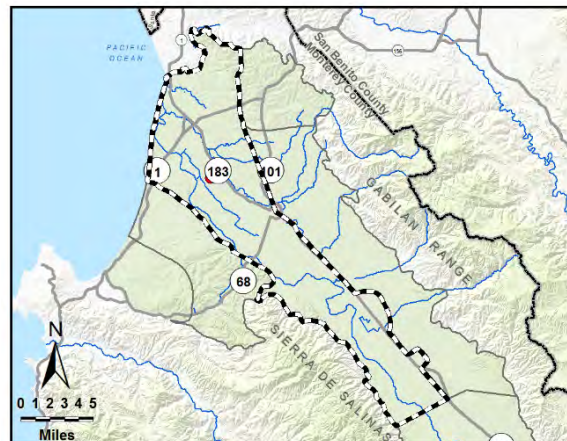 PACIFIC
OCEAN
1
156
San Benito County
Monterey County
1
183
101
GABILAN RANGE
68
SIERRA DE SALINAS
N
0 1 2 3 4 5
Miles